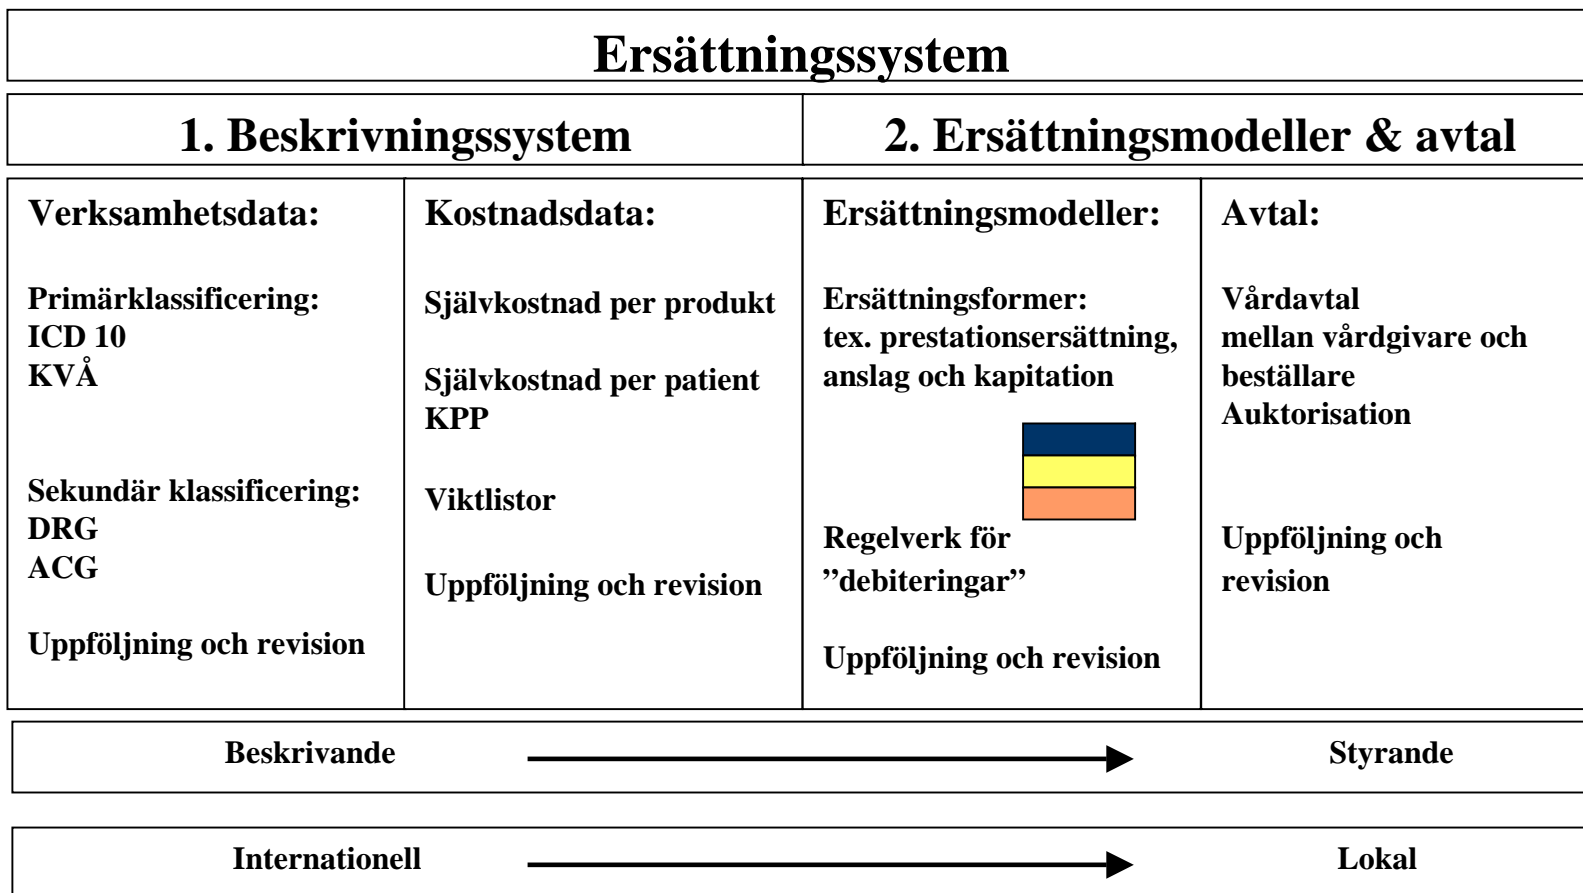 Ersättningssystem
1. Beskrivningssystem
2. Ersättningsmodeller & avtal
Verksamhetsdata:
Primärklassificering:
ICD 10
KVÅ
Sekundär klassificering:
DRG
ACG
Uppföljning och revision
Kostnadsdata:
Självkostnad per produkt
Självkostnad per patient
KPP
Viktlistor
Uppföljning och revision
Ersättningsmodeller:
Ersättningsformer:
tex. prestationsersättning,
anslag och kapitation
Regelverk för
”debiteringar”
Uppföljning och revision
Avtal:
Vårdavtal
mellan vårdgivare och
beställare
Auktorisation
Uppföljning och
revision
Beskrivande
Styrande
Internationell
Lokal